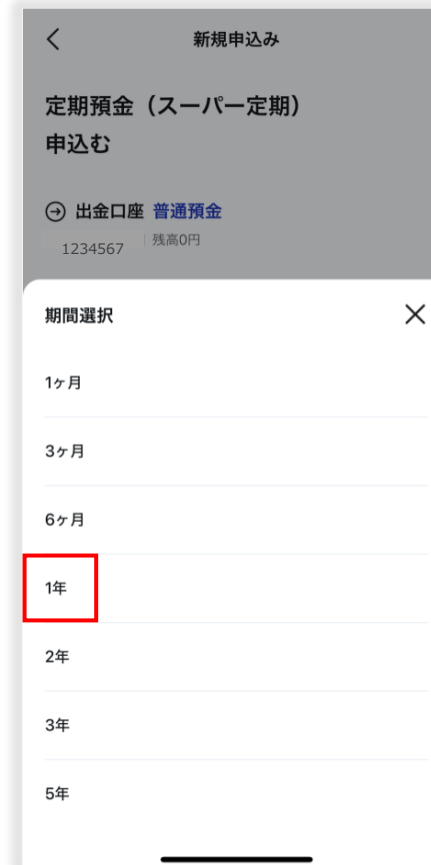 新規申込み
定期預金（スーパー定期）
申込む
出金口座 普通預金
1234567 残高0円
期間選択
1ヶ月
3ヶ月
6ヶ月
1年
2年
3年
5年